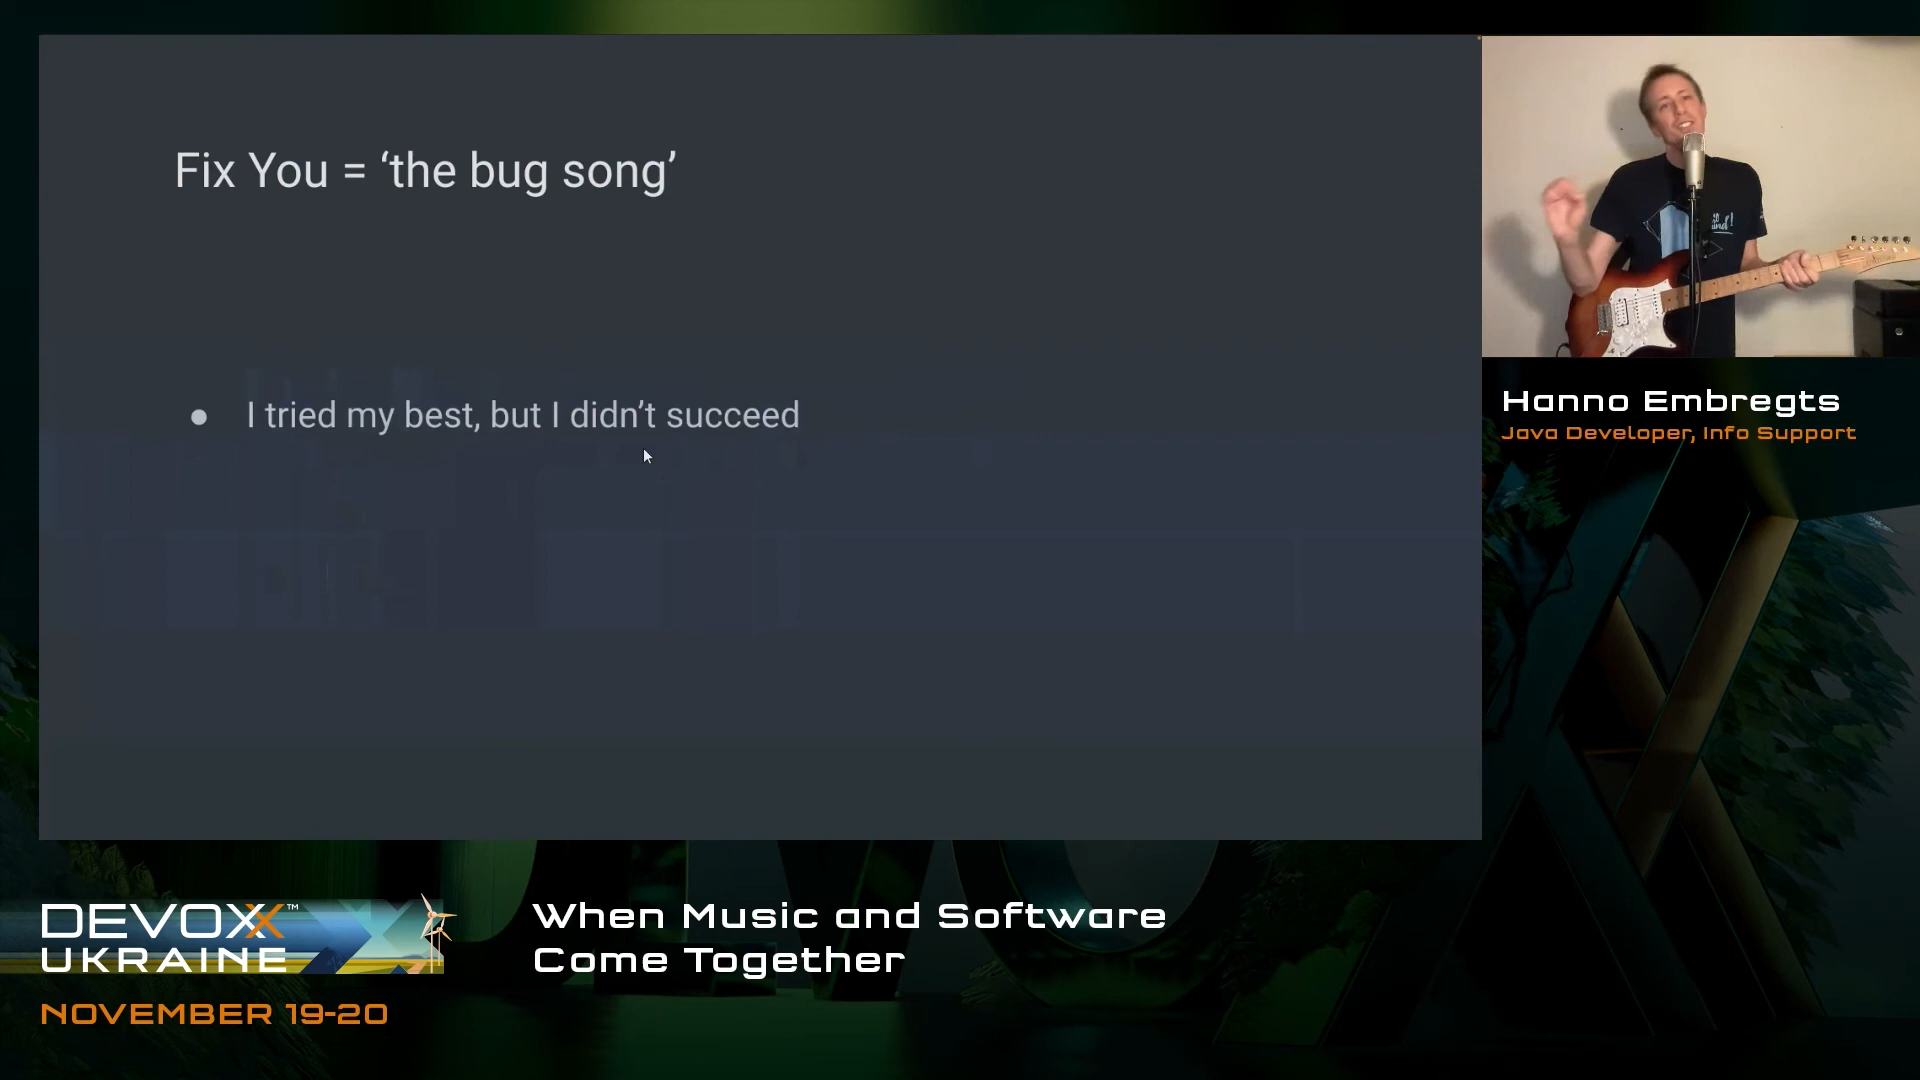 Fix You = ‘the bug song’
● I tried my best, but I didn’t succeed
Hanno Embregts
Java Developer, Info Support
DEVOXX™
UKRAINE
NOVEMBER 19-20
When Music and Software
Come Together